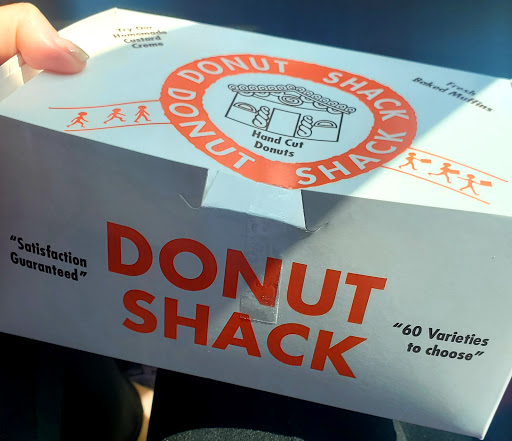 Try Our
Homemade
Custard
Creme
DONUT SHACK
DONUT SHACK
Hand Cut
Donuts
Fresh
Baked Muffins
"Satisfaction
Guaranteed"
DONUT
SHACK
"60 Varieties
to choose"